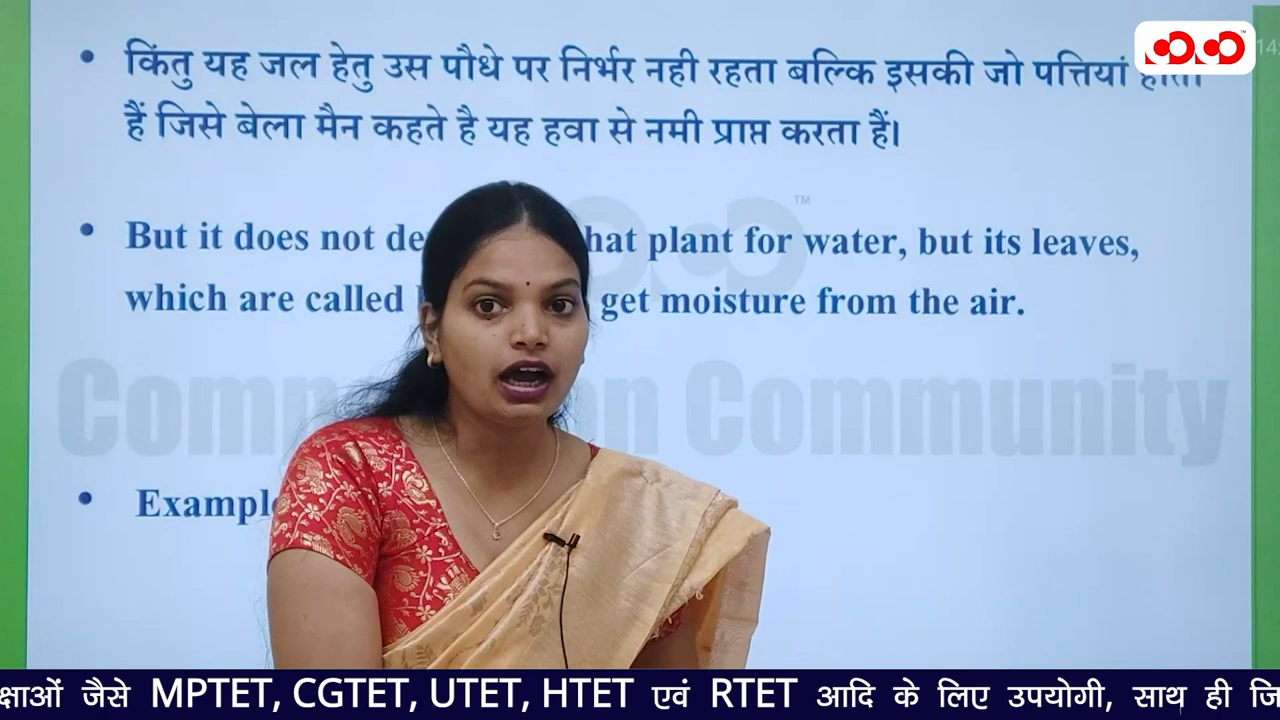 किंतु यह जल हेतु उस पौधे पर निर्भर नही रहता बल्कि इसकी जो पत्तियां
हैं जिसे बेला मैन कहते है यह हवा से नमी प्राप्त करता हैं।
But it does not hat plant for water, but its leaves,
which are called get moisture from the air.
Community
™
क्षाओं जैसे MPTET, CGTET, UTET, HTET एवं RTET आदि के लिए उपयोगी, साथ ही जि